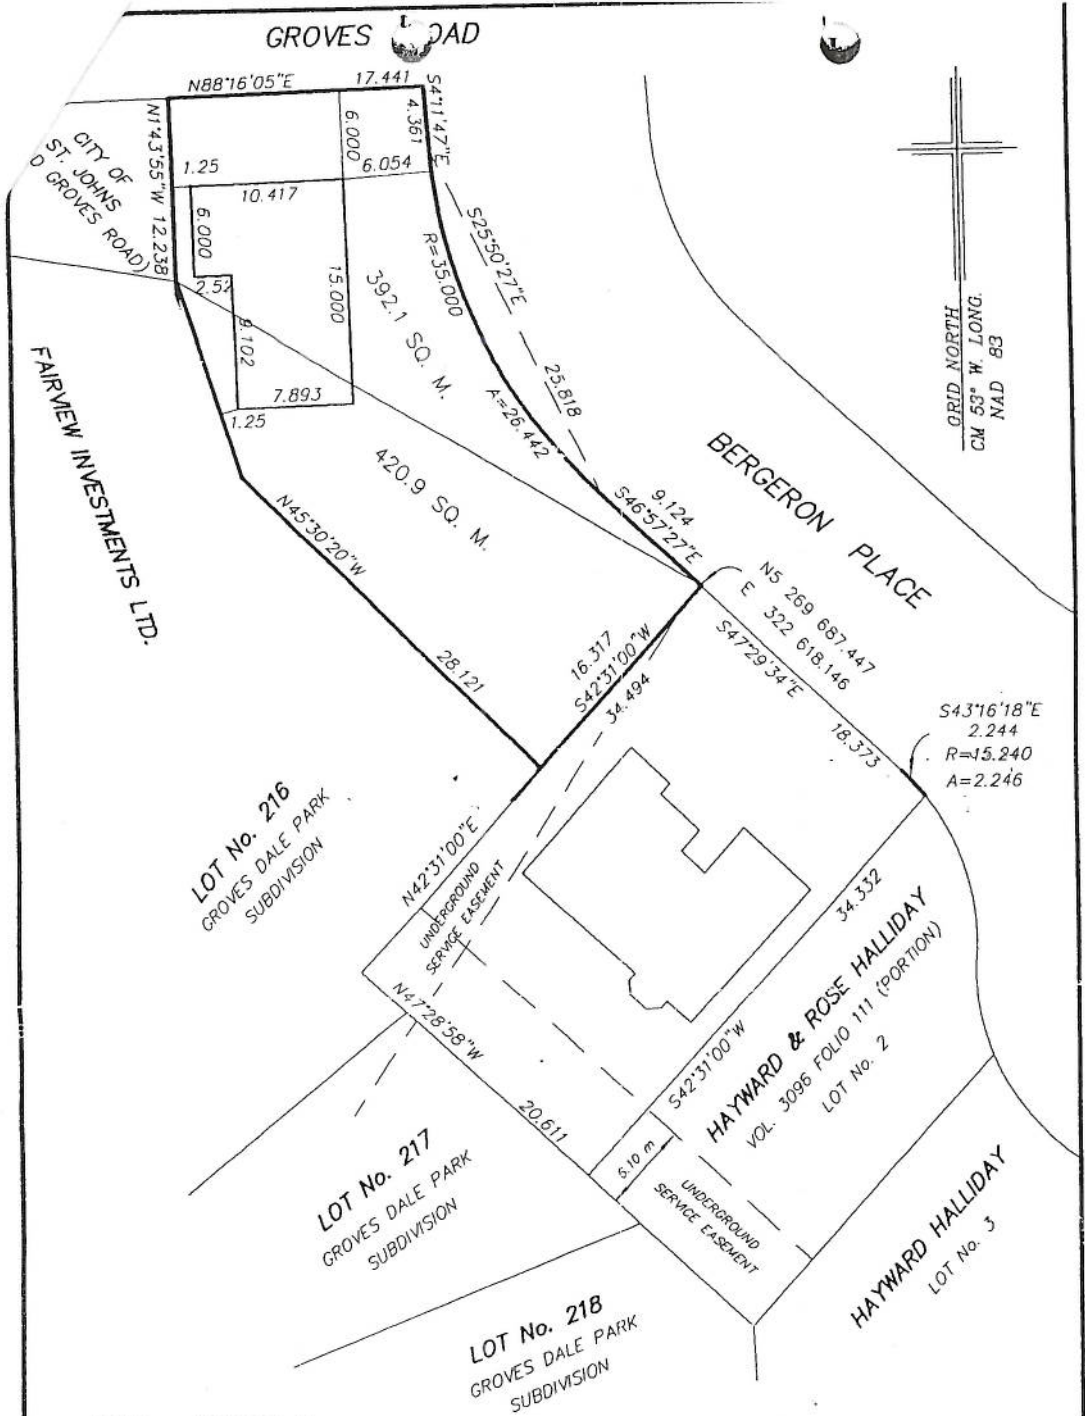 GROVES ROAD
N88°16'05"E
17.441
S4°11'47"E
4.361
6.000
6.054
N1°43'55"W 12.238
CITY OF
ST. JOHNS
D GROVES ROAD)
1.25
10.417
6.000
2.52
9.102
15.000
7.893
1.25
R=35.000
A=26.442
S25°50'27"E
25.818
392.1 SQ. M.
420.9 SQ. M.
GRID NORTH
CM 53° W. LONG.
NAD 83
FAIRVIEW INVESTMENTS LTD.
BERGERON PLACE
9.124
S46°57'27"E
N5 269 687.447
E 322 618.146
N45°30'20"W
28.121
16.317
S42°31'00"W
34.494
S47°29'34"E
18.373
S43°16'18"E
2.244
R=15.240
A=2.246
LOT No. 216
GROVES DALE PARK
SUBDIVISION
N42°31'00"E
UNDERGROUND
SERVICE EASEMENT
34.332
S42°31'00"W
HAYWARD & ROSE HALLIDAY
VOL. 3096 FOLIO 111 (PORTION)
LOT No. 2
N47°28'58"W
20.611
6.10 m
UNDERGROUND
SERVICE EASEMENT
LOT No. 217
GROVES DALE PARK
SUBDIVISION
HAYWARD HALLIDAY
LOT No. 3
LOT No. 218
GROVES DALE PARK
SUBDIVISION